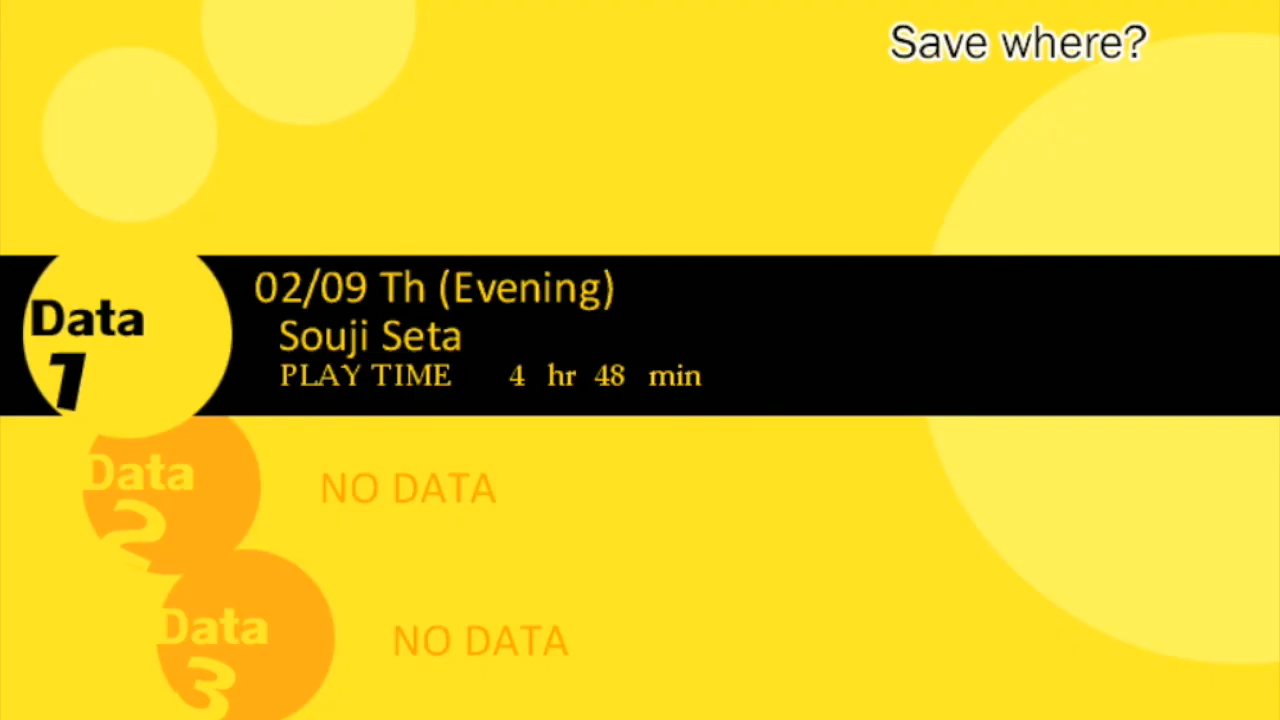 Save where?
Data
1
02/09 Th (Evening)
Souji Seta
PLAY TIME 4 hr 48 min
Data
2
NO DATA
Data
3
NO DATA